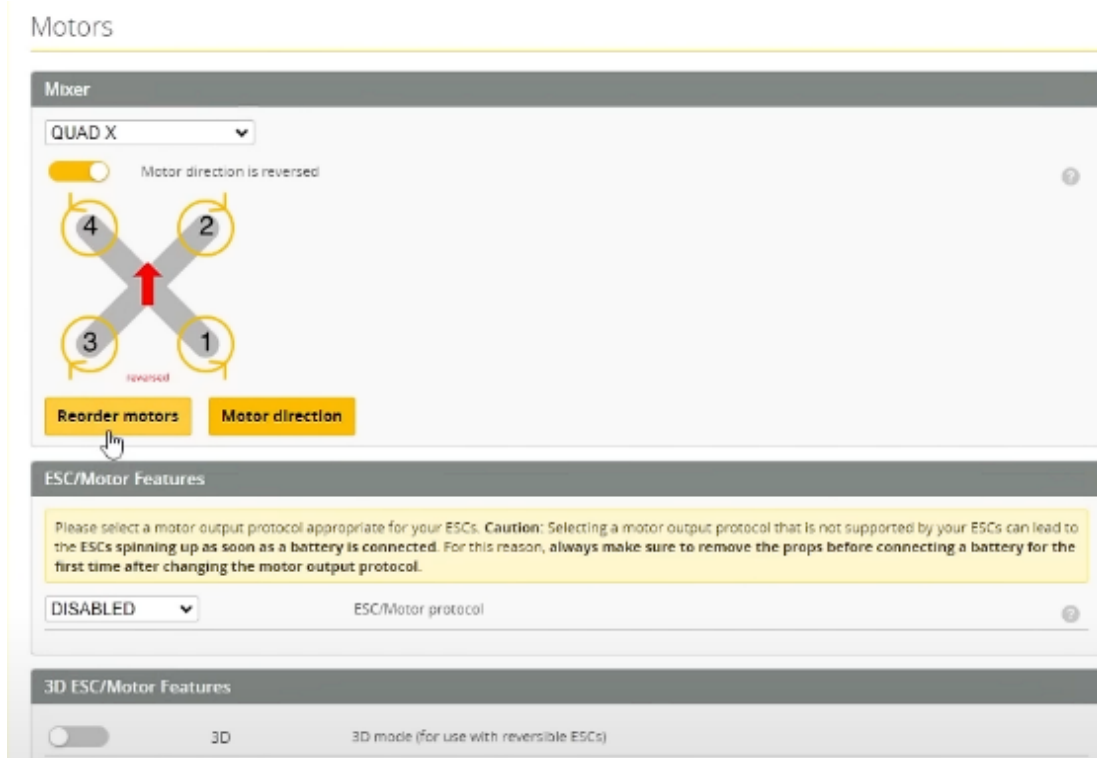 Motors
Mixer
QUAD X
Motor direction is reversed
?
4
2
3
1
reversed
Reorder motors
Motor direction
ESC/Motor Features
Please select a motor output protocol appropriate for your ESCs. Caution: Selecting a motor output protocol that is not supported by your ESCs can lead to
the ESCs spinning up as soon as a battery is connected. For this reason, always make sure to remove the props before connecting a battery for the
first time after changing the motor output protocol.
DISABLED
ESC/Motor protocol
?
3D ESC/Motor Features
3D
3D mode (for use with reversible ESCs)